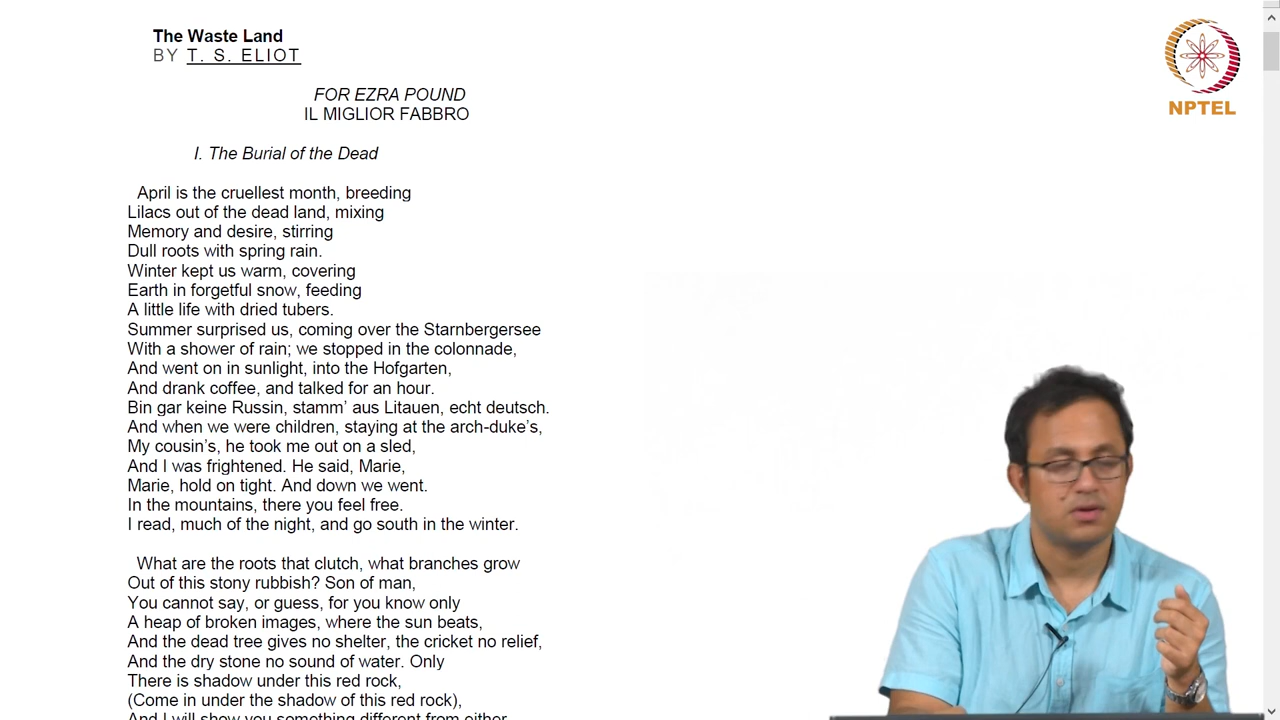 The Waste Land
BY T. S. ELIOT
FOR EZRA POUND
IL MIGLIOR FABBRO
I. The Burial of the Dead
April is the cruellest month, breeding
Lilacs out of the dead land, mixing
Memory and desire, stirring
Dull roots with spring rain.
Winter kept us warm, covering
Earth in forgetful snow, feeding
A little life with dried tubers.
Summer surprised us, coming over the Starnbergersee
With a shower of rain; we stopped in the colonnade,
And went on in sunlight, into the Hofgarten,
And drank coffee, and talked for an hour.
Bin gar keine Russin, stamm’ aus Litauen, echt deutsch.
And when we were children, staying at the arch-duke’s,
My cousin’s, he took me out on a sled,
And I was frightened. He said, Marie,
Marie, hold on tight. And down we went.
In the mountains, there you feel free.
I read, much of the night, and go south in the winter.
What are the roots that clutch, what branches grow
Out of this stony rubbish? Son of man,
You cannot say, or guess, for you know only
A heap of broken images, where the sun beats,
And the dead tree gives no shelter, the cricket no relief,
And the dry stone no sound of water. Only
There is shadow under this red rock,
(Come in under the shadow of this red rock),
And I will show you something different from either
NPTEL